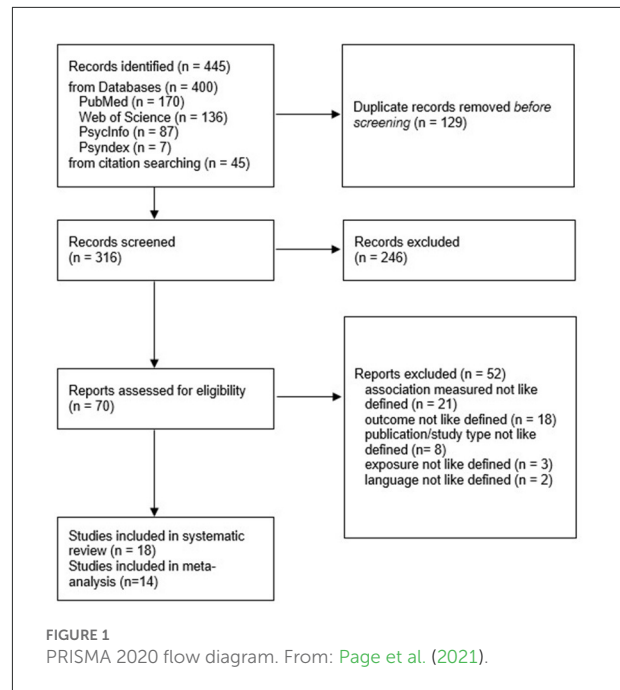 Records identified (n = 445)
from Databases (n = 400)
PubMed (n = 170)
Web of Science (n = 136)
PsycInfo (n = 87)
Psyndex (n = 7)
from citation searching (n = 45)
Duplicate records removed before
screening (n = 129)
Records screened
(n = 316)
Records excluded
(n = 246)
Reports assessed for eligibility
(n = 70)
Reports excluded (n = 52)
association measured not like
defined (n = 21)
outcome not like defined (n = 18)
publication/study type not like
defined (n= 8)
exposure not like defined (n = 3)
language not like defined (n = 2)
Studies included in systematic
review (n = 18)
Studies included in meta-
analysis (n=14)
FIGURE 1
PRISMA 2020 flow diagram. From: Page et al. (2021).